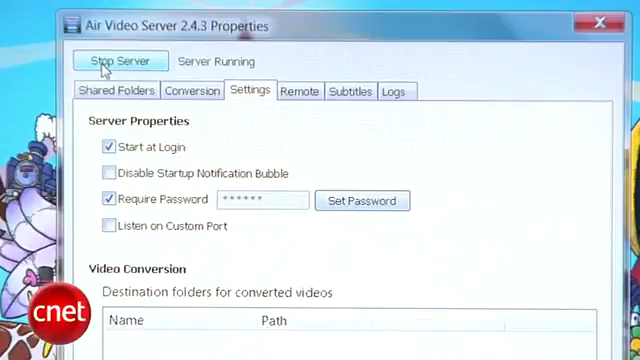 Air Video Server 2.4.3 Properties
Stop Server Server Running
Shared Folders Conversion Settings Remote Subtitles Logs
Server Properties
Start at Login
Disable Startup Notification Bubble
Require Password ****** Set Password
Listen on Custom Port
Video Conversion
Destination folders for converted videos
Name Path
cnet